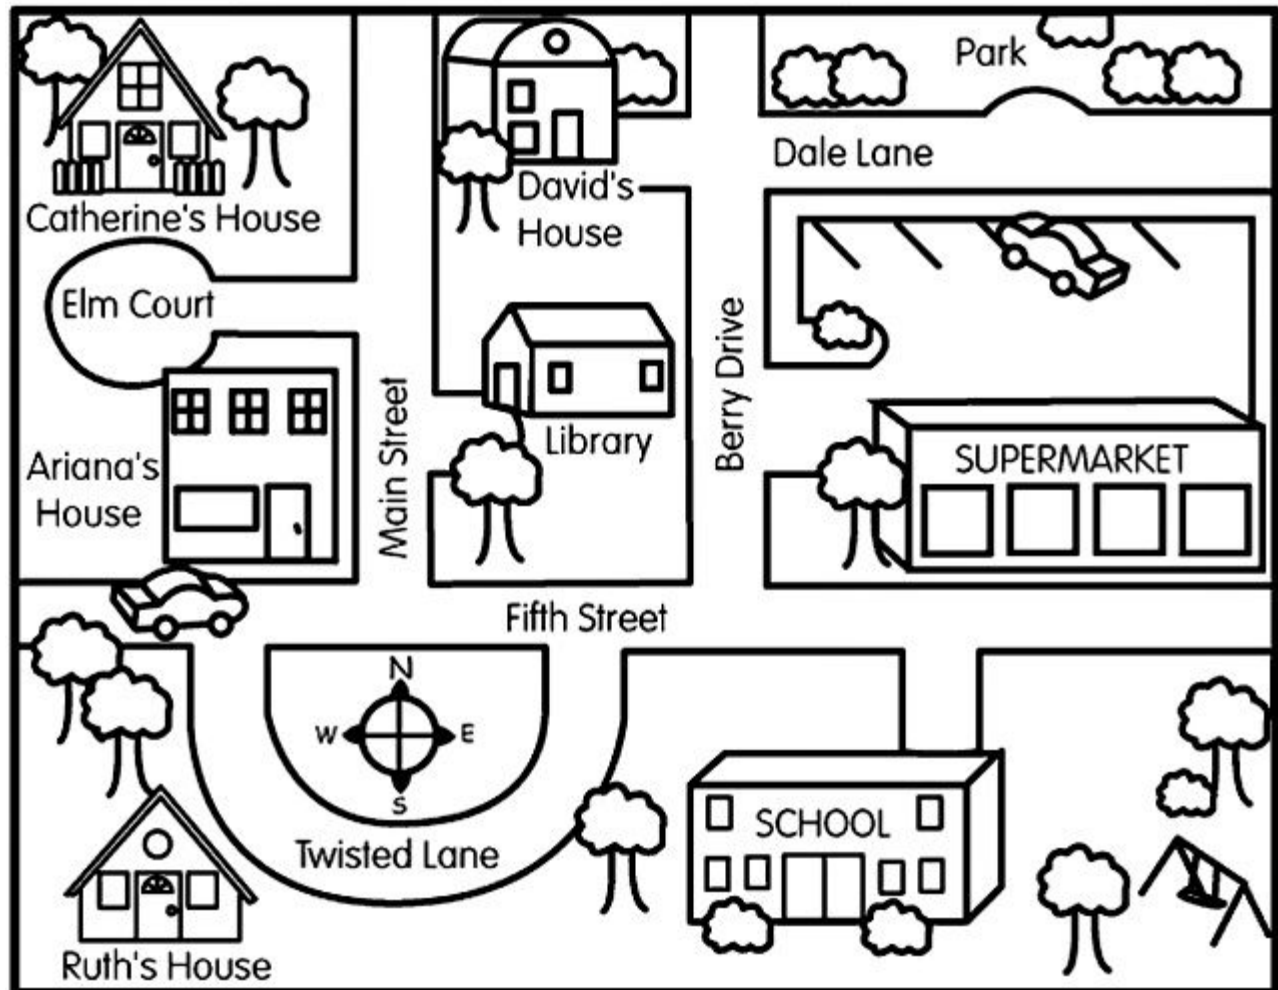 Park
Dale Lane
David's
House
Catherine's House
Elm Court
Main Street
Berry Drive
Library
Ariana's
House
SUPERMARKET
Fifth Street
N
W
E
S
Twisted Lane
SCHOOL
Ruth's House